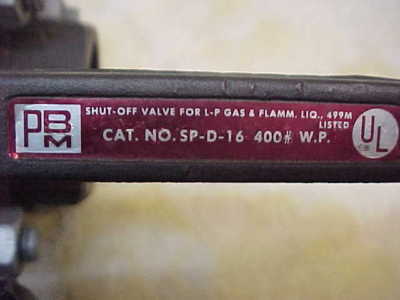 PBM
SHUT-OFF VALVE FOR L-P GAS & FLAMM. LIQ., 499M
LISTED
CAT. NO. SP-D-16 400# W.P.
UL